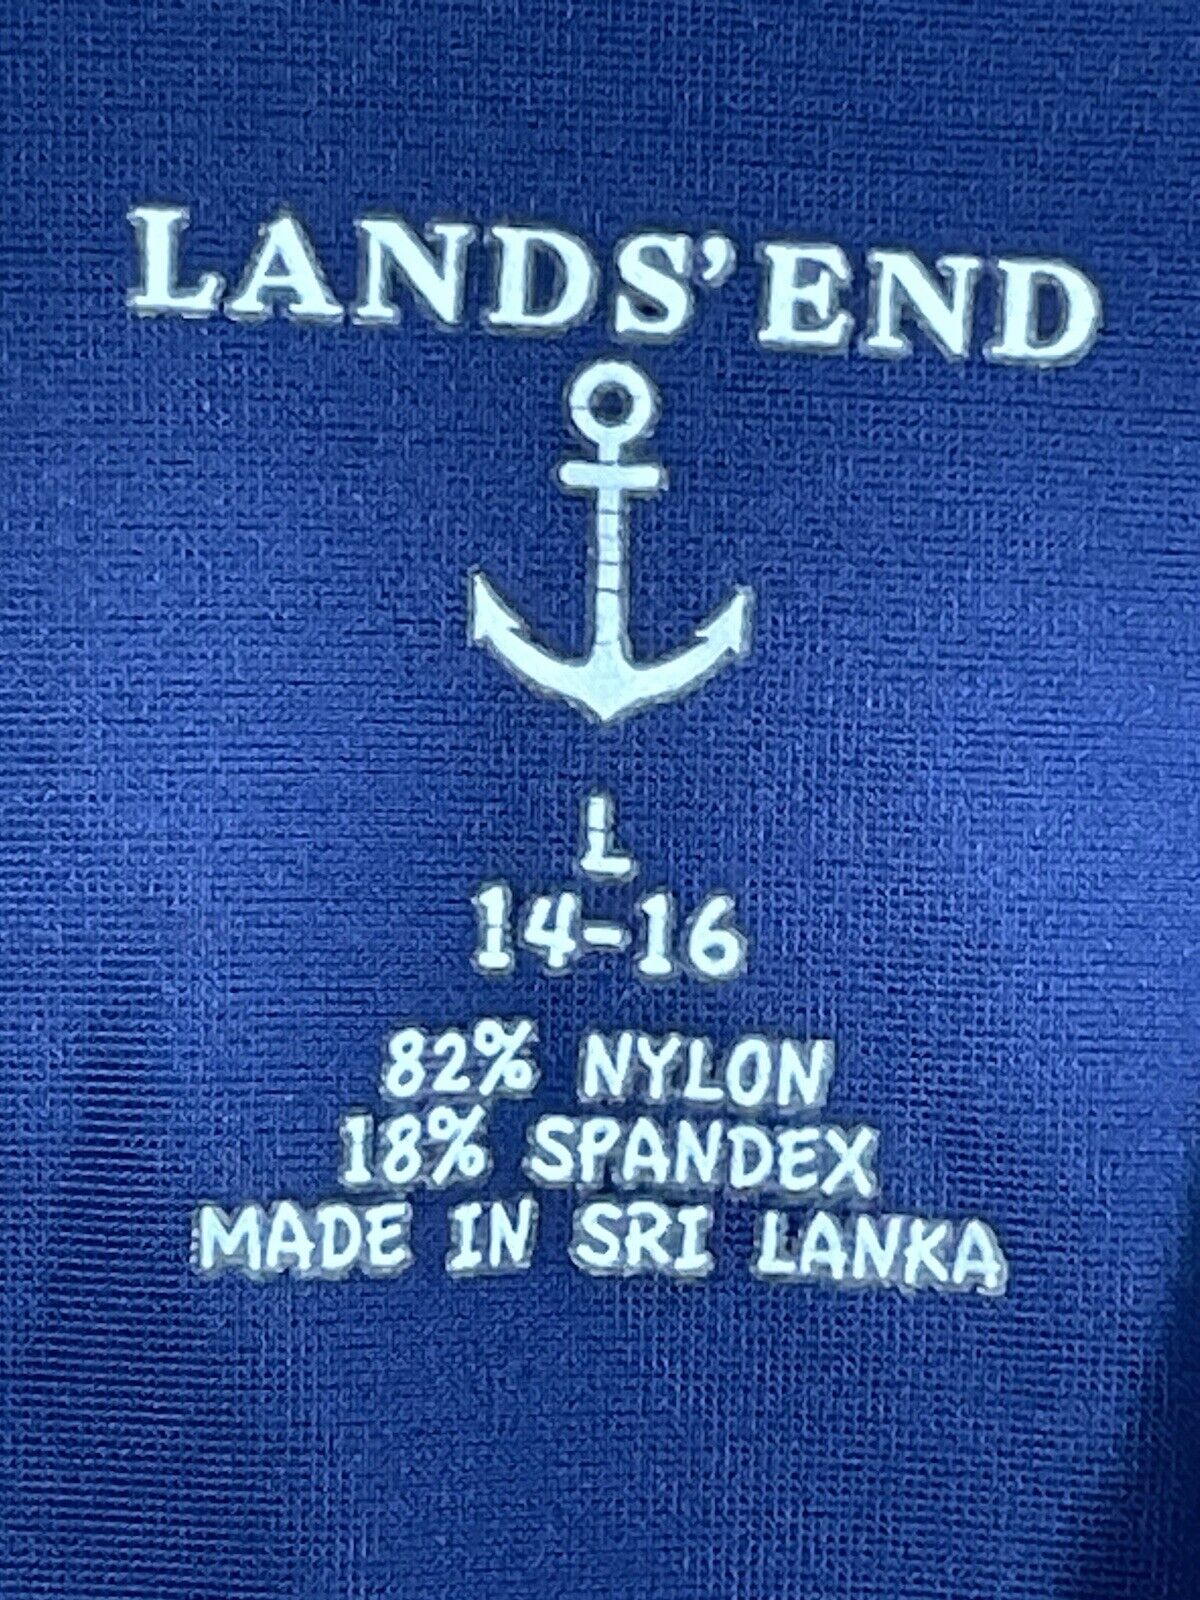 LANDS'END
L
14-16
82% NYLON
18% SPANDEX
MADE IN SRI LANKA